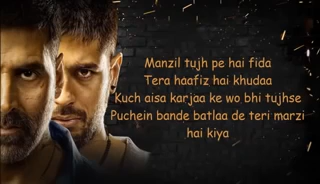 Manzil tujh pe hai fida
Tera haafiz hai khudaa
Kuch aisa karjaa ke wo bhi tujhse
Puchein bande batlaa de teri marzi
hai kiya